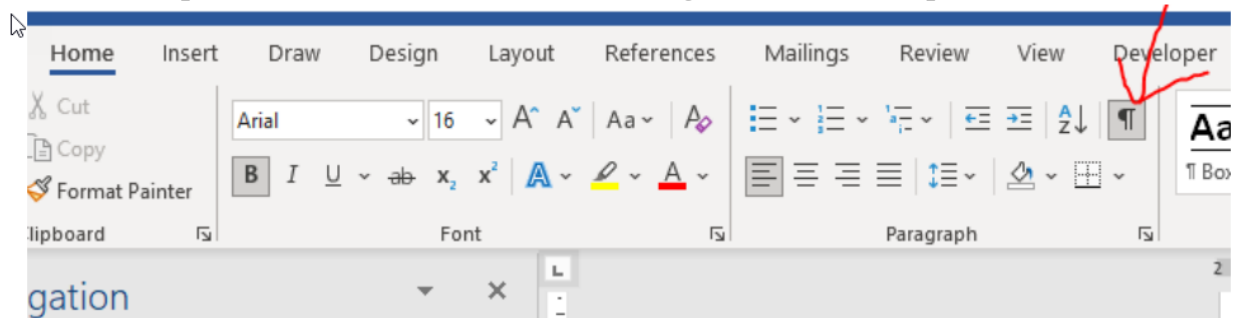 Home Insert Draw Design Layout References Mailings Review View Developer
Cut
Arial 16 A A Aa A A Z ¶ Aa
Copy
B I U ab x₂ x² A A ¶ Box
Format Painter
lipboard Font Paragraph
2
gation